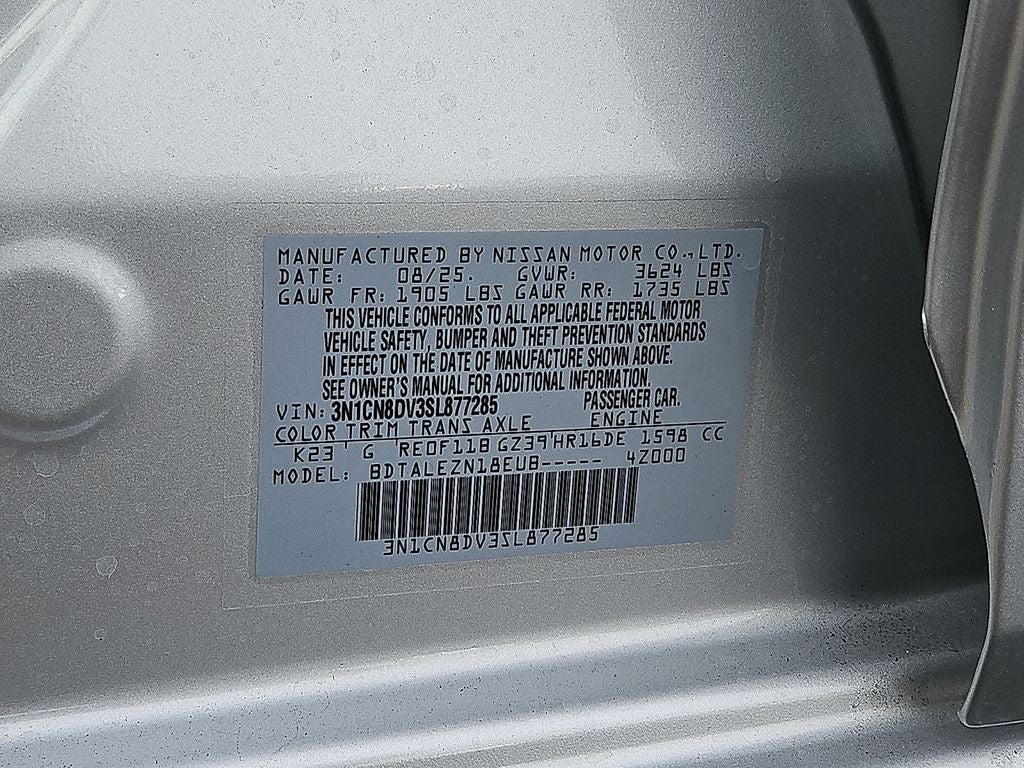 MANUFACTURED BY NISSAN MOTOR CO.,LTD.
DATE: 08/25. GVWR: 3624 LBS
GAWR FR: 1905 LBS GAWR RR: 1735 LBS
THIS VEHICLE CONFORMS TO ALL APPLICABLE FEDERAL MOTOR
VEHICLE SAFETY, BUMPER AND THEFT PREVENTION STANDARDS
IN EFFECT ON THE DATE OF MANUFACTURE SHOWN ABOVE.
SEE OWNER'S MANUAL FOR ADDITIONAL INFORMATION.
VIN: 3N1CN8DV3SL877285 PASSENGER CAR.
COLOR TRIM TRANS AXLE ENGINE
K23 G RE0F11B GZ39 HR16DE 1598 CC
MODEL: BDTALEZN18EUB----- 4Z000
3N1CN8DV3SL877285